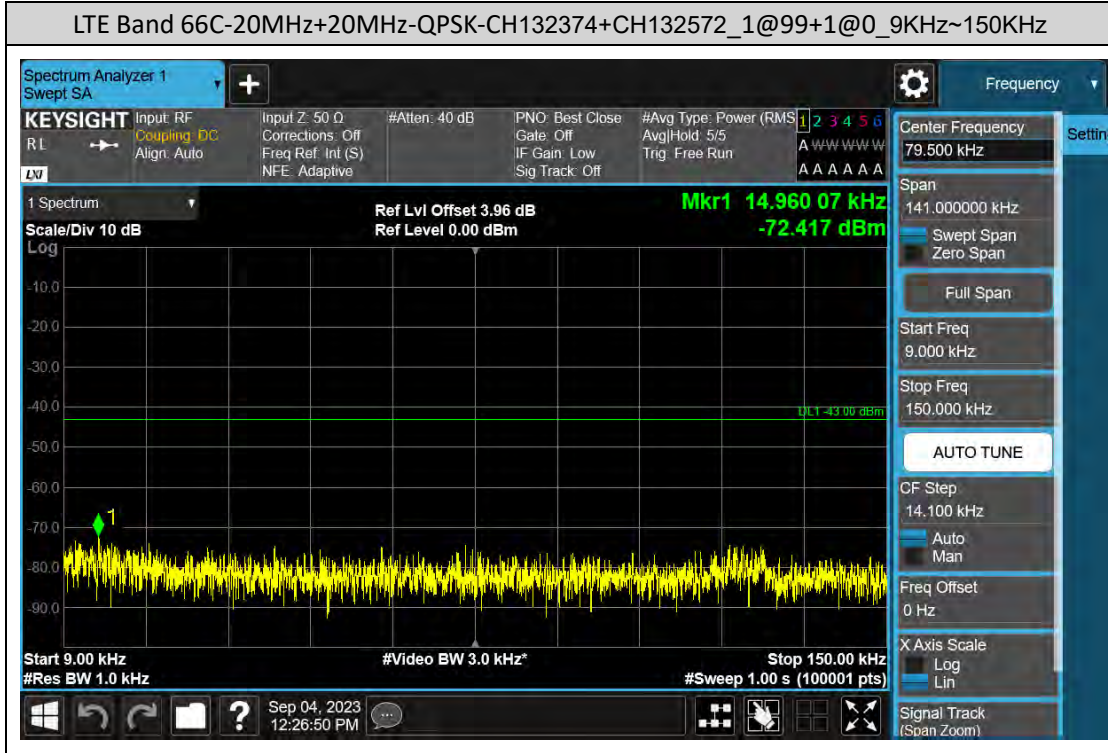 LTE Band 66C-20MHz+20MHz-QPSK-CH132374+CH132572_1@99+1@0_9KHz~150KHz
Spectrum Analyzer 1
Swept SA
+
Frequency
KEYSIGHT
RL
LXI
Input: RF
Coupling: DC
Align: Auto
Input Z: 50 Ω
Corrections: Off
Freq Ref: Int (S)
NFE: Adaptive
#Atten: 40 dB
PNO: Best Close
Gate: Off
IF Gain: Low
Sig Track: Off
#Avg Type: Power (RMS
Avg|Hold: 5/5
Trig: Free Run
1 2 3 4 5 6
A W W W W W
A A A A A A
Center Frequency
79.500 kHz
Settin
1 Spectrum
Scale/Div 10 dB
Log
Ref Lvl Offset 3.96 dB
Ref Level 0.00 dBm
Mkr1 14.960 07 kHz
-72.417 dBm
Span
141.000000 kHz
Swept Span
Zero Span
Full Span
Start Freq
9.000 kHz
Stop Freq
150.000 kHz
AUTO TUNE
CF Step
14.100 kHz
Auto
Man
Freq Offset
0 Hz
X Axis Scale
Log
Lin
Signal Track
(Span Zoom)
-10.0
-20.0
-30.0
-40.0
DL1 -43.00 dBm
-50.0
-60.0
-70.0
1
-80.0
-90.0
Start 9.00 kHz
#Res BW 1.0 kHz
#Video BW 3.0 kHz*
Stop 150.00 kHz
#Sweep 1.00 s (100001 pts)
?
Sep 04, 2023
12:26:50 PM